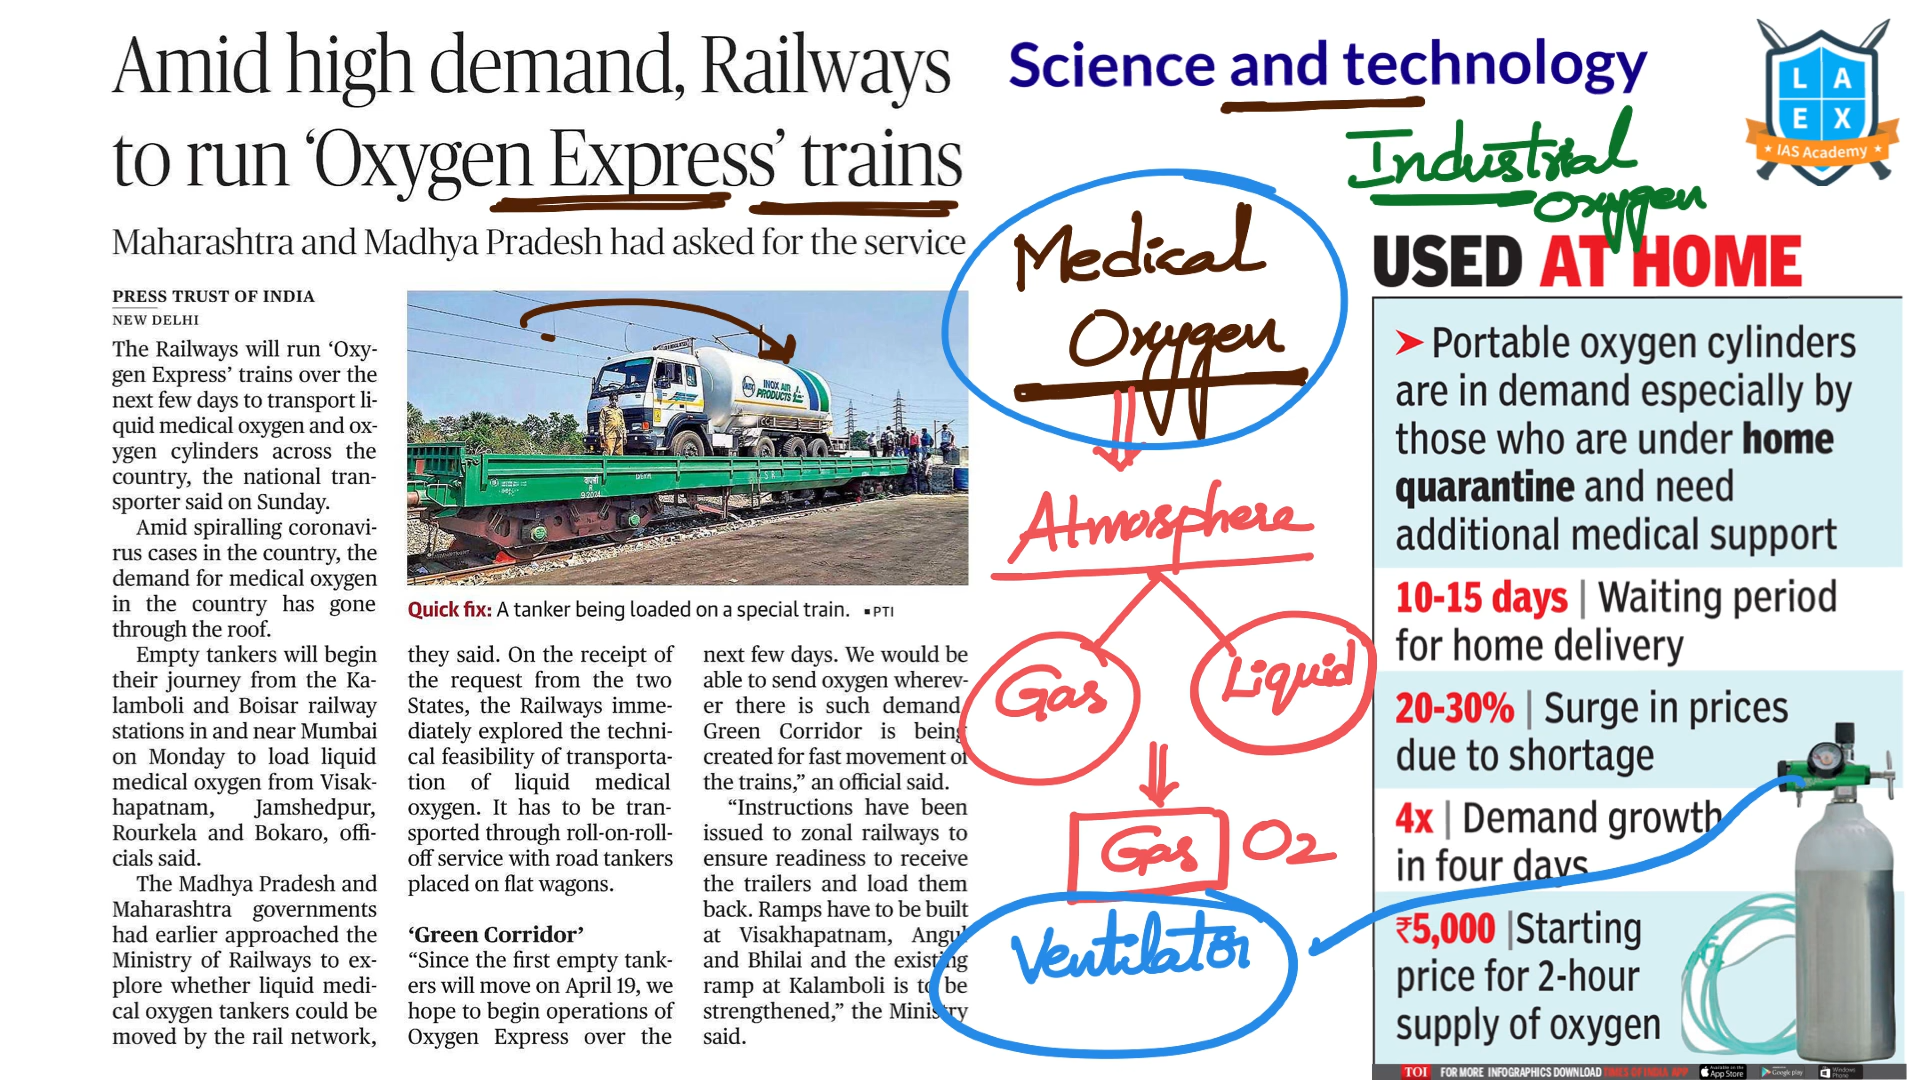 Amid high demand, Railways
to run ‘Oxygen Express’ trains
Maharashtra and Madhya Pradesh had asked for the service
PRESS TRUST OF INDIA
NEW DELHI
The Railways will run ‘Oxy-
gen Express’ trains over the
next few days to transport li-
quid medical oxygen and ox-
ygen cylinders across the
country, the national tran-
sporter said on Sunday.
Amid spiralling coronavi-
rus cases in the country, the
demand for medical oxygen
in the country has gone
through the roof.
Empty tankers will begin
their journey from the Ka-
lamboli and Boisar railway
stations in and near Mumbai
on Monday to load liquid
medical oxygen from Visak-
hapatnam, Jamshedpur,
Rourkela and Bokaro, offi-
cials said.
The Madhya Pradesh and
Maharashtra governments
had earlier approached the
Ministry of Railways to ex-
plore whether liquid medi-
cal oxygen tankers could be
moved by the rail network,
INOX AIR
PRODUCTS
Quick fix: A tanker being loaded on a special train. ▪PTI
they said. On the receipt of
the request from the two
States, the Railways imme-
diately explored the techni-
cal feasibility of transporta-
tion of liquid medical
oxygen. It has to be tran-
sported through roll-on-roll-
off service with road tankers
placed on flat wagons.
‘Green Corridor’
“Since the first empty tank-
ers will move on April 19, we
hope to begin operations of
Oxygen Express over the
next few days. We would be
able to send oxygen wherev-
er there is such demand.
Green Corridor is being
created for fast movement of
the trains,” an official said.
“Instructions have been
issued to zonal railways to
ensure readiness to receive
the trailers and load them
back. Ramps have to be built
at Visakhapatnam, Angul
and Bhilai and the existing
ramp at Kalamboli is to be
strengthened,” the Ministry
said.
Science and technology
Industrial
Oxygen
Medical
Oxygen
Atmosphere
Gas
Liquid
Gas O2
Ventilator
L A
E X
★ IAS Academy ★
USED AT HOME
➤ Portable oxygen cylinders
are in demand especially by
those who are under home
quarantine and need
additional medical support
10-15 days | Waiting period
for home delivery
20-30% | Surge in prices
due to shortage
4x | Demand growth
in four days
₹5,000 |Starting
price for 2-hour
supply of oxygen
TOI FOR MORE INFOGRAPHICS DOWNLOAD TIMES OF INDIA APP
App Store
Google play
Windows
Phone